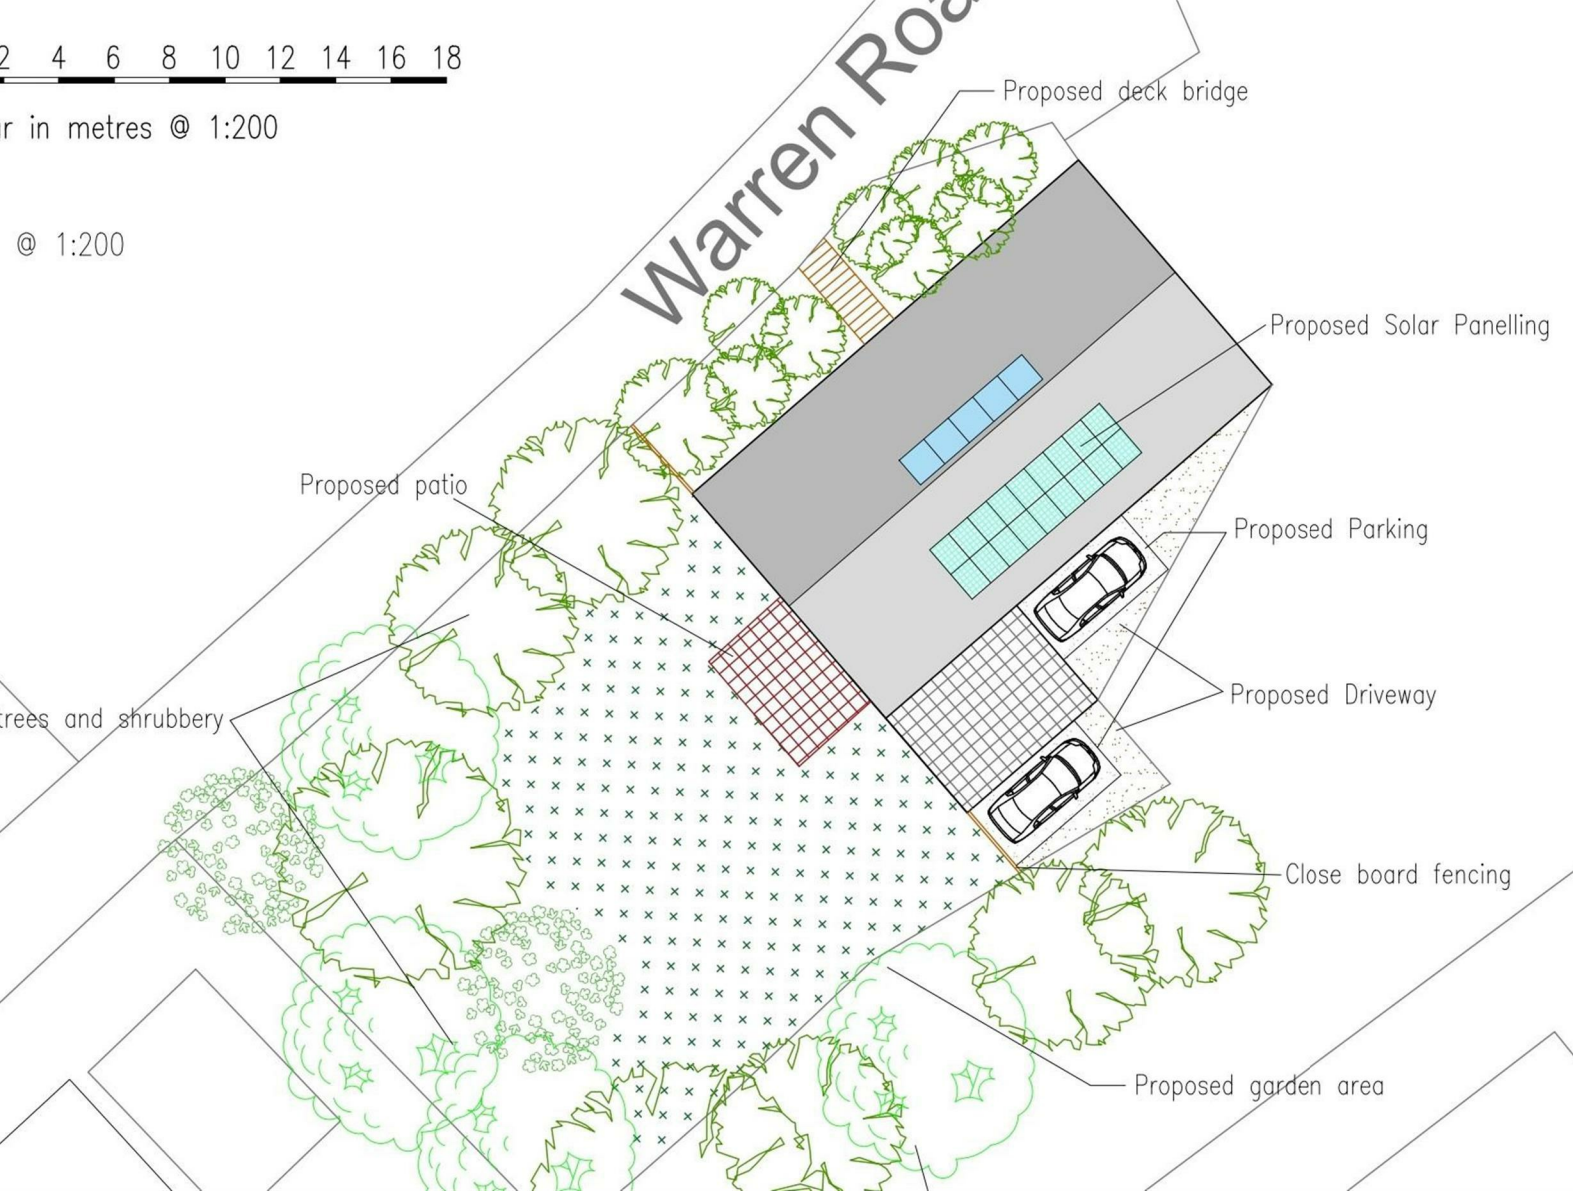 2 4 6 8 10 12 14 16 18
in metres @ 1:200
@ 1:200
Warren
Proposed deck bridge
Proposed Solar Panelling
Proposed patio
Proposed Parking
trees and shrubbery
Proposed Driveway
Close board fencing
Proposed garden area